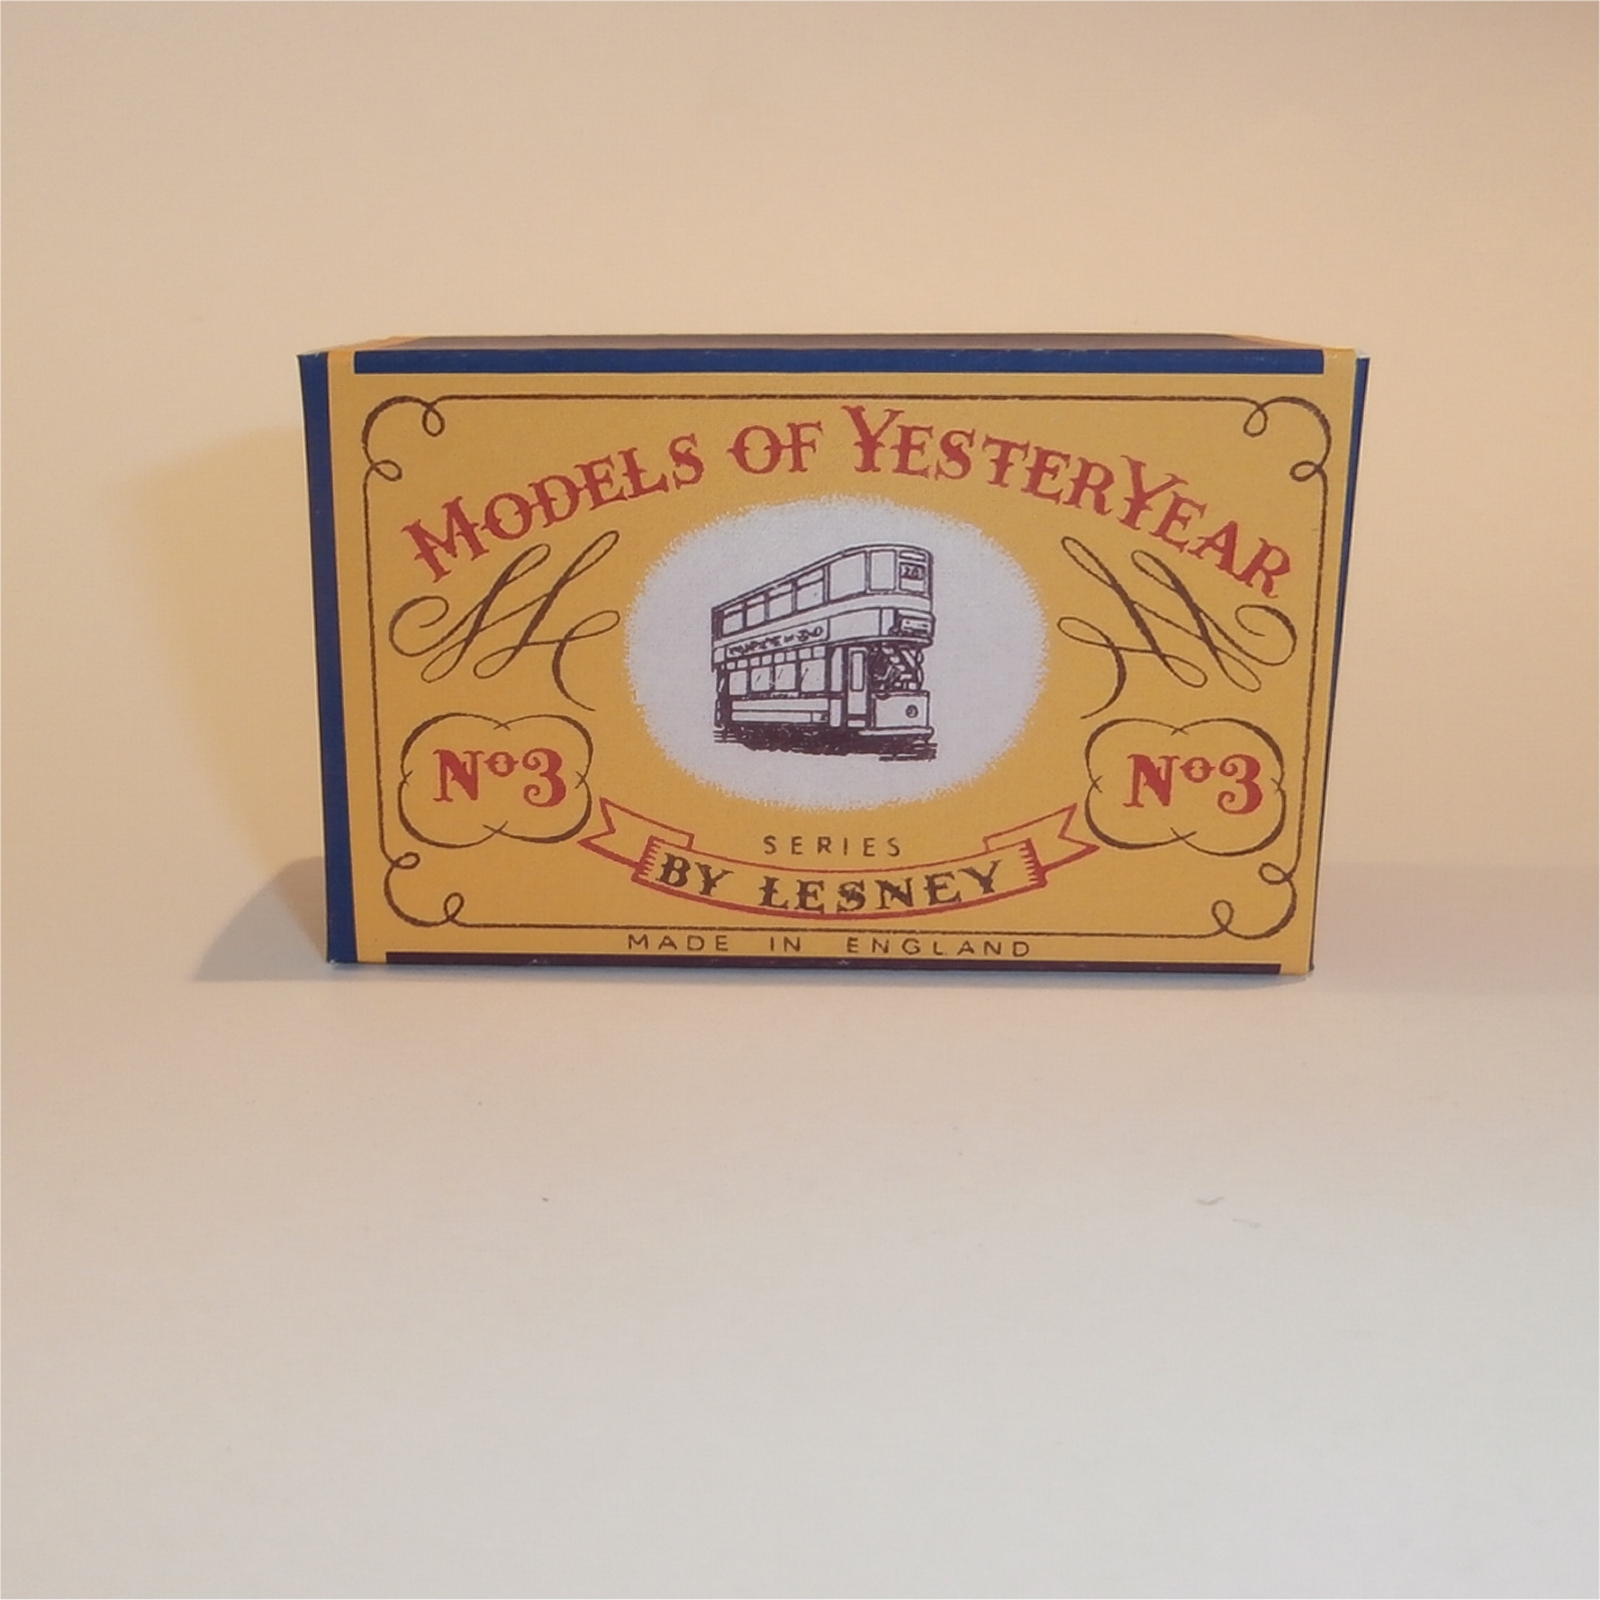 MODELS OF YESTERYEAR
Nº3
Nº3
SERIES
BY LESNEY
MADE IN ENGLAND